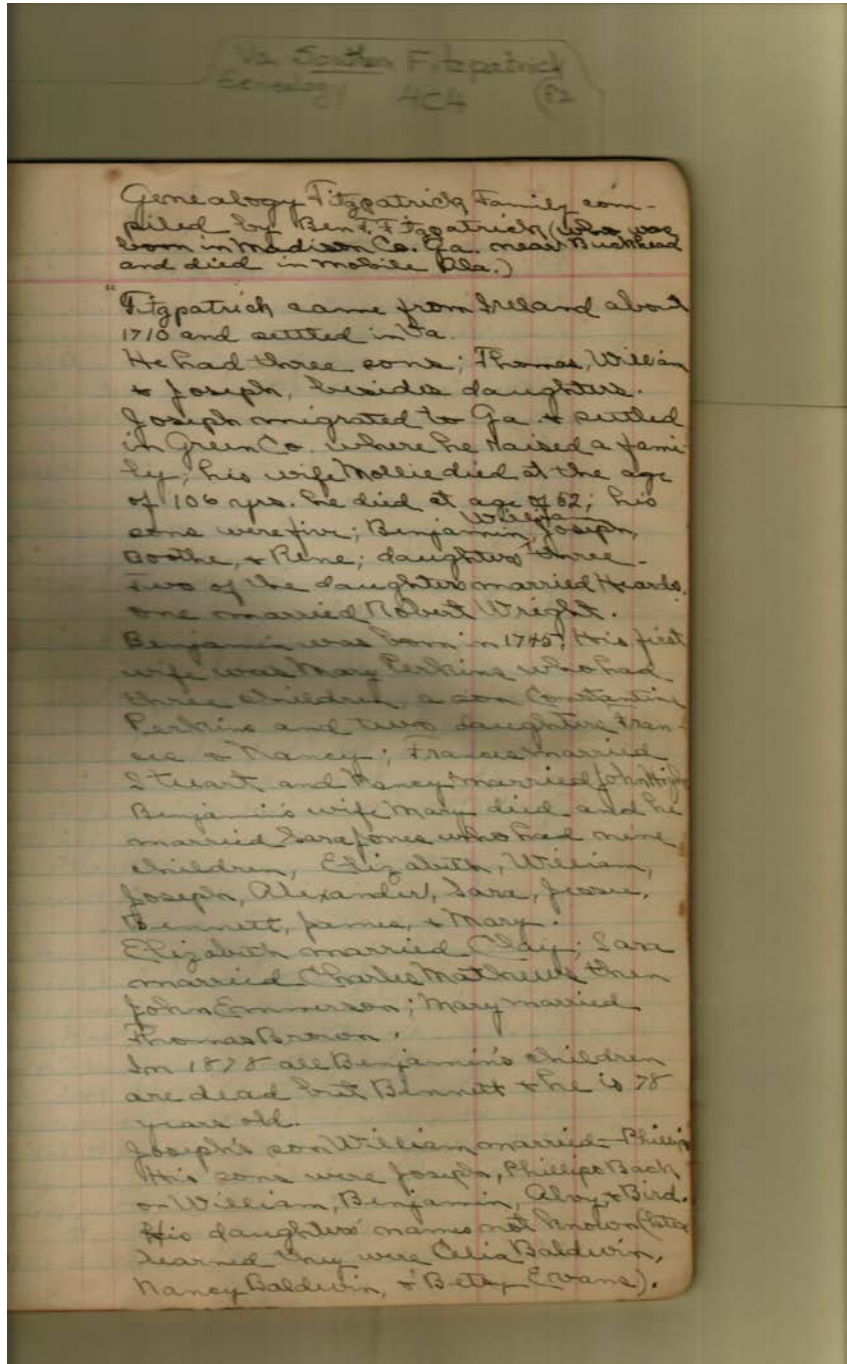 Va. Southern Fitzpatrick
Genealogy 4C4 82
Genealogy Fitzpatrick Family com-
piled by Ben F. Fitzpatrick (who was
born in Madison Co. Ga. near Buckhead
and died in Mobile Ala.)
"Fitzpatrick came from Ireland about
1710 and settled in Va.
He had three sons; Thomas, William
& Joseph, besides daughters.
Joseph migrated to Ga. & settled
in Green Co. where he raised a fami-
ly; his wife Mollie died at the age
of 106 yrs. he died at age of 62; his
William
sons were five; Benjamin, Joseph,
Boothe, & Rene; daughters three -
two of the daughters married Heards,
one married Robert Wright.
Benjamin was born in 1745; His first
wife was Mary Perkins who had
three children, a son Constantine
Perkins and two daughters Fran-
ces & Nancy; Frances married
Stuart and Nancy married John
Benjamin's wife Mary died and he
married Sara Jones who had nine
children, Elizabeth, William,
Joseph, Alexander, Sara, Jessie,
Bennett, James, & Mary.
Elizabeth married Clay; Sara
married Charles Mathews then
John Emmerson; Mary married
Thomas Brown.
In 1878 all Benjamin's children
are dead but Bennett & he is 78
years old.
Joseph's son William married - Phillips
His sons were Joseph, Phillips Back
or William, Benjamin, Alvy, & Bird.
His daughters' names not known (later
learned they were Celia Baldwin,
Nancy Baldwin, & Betsy Evans).